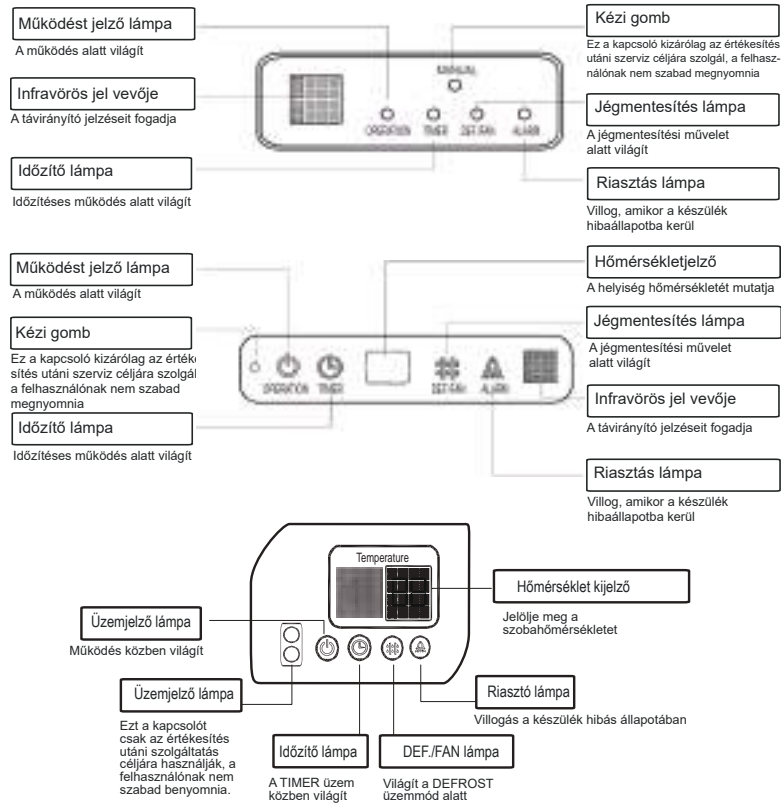 Működést jelző lámpa
A működés alatt világít
Infravörös jel vevője
A távirányító jelzéseit fogadja
Időzítő lámpa
Időzítéses működés alatt világít
MANUAL
OPERATION TIMER DEF./FAN ALARM
Kézi gomb
Ez a kapcsoló kizárólag az értékesítés
utáni szerviz céljára szolgál, a felhasz-
nálónak nem szabad megnyomnia
Jégmentesítés lámpa
A jégmentesítési művelet
alatt világít
Riasztás lámpa
Villog, amikor a készülék
hibaállapotba kerül
Működést jelző lámpa
A működés alatt világít
Kézi gomb
Ez a kapcsoló kizárólag az érték
sítés utáni szerviz céljára szolgál
a felhasználónak nem szabad
megnyomnia
Időzítő lámpa
Időzítéses működés alatt világít
OPERATION TIMER DEF./FAN ALARM
Hőmérsékletjelző
A helyiség hőmérsékletét mutatja
Jégmentesítés lámpa
A jégmentesítési művelet
alatt világít
Infravörös jel vevője
A távirányító jelzéseit fogadja
Riasztás lámpa
Villog, amikor a készülék
hibaállapotba kerül
Temperature
Hőmérséklet kijelző
Jelölje meg a
szobahőmérsékletet
Üzemjelző lámpa
Működés közben világít
Üzemjelző lámpa
Ezt a kapcsolót
csak az értékesítés
utáni szolgáltatás
céljára használják, a
felhasználónak nem
szabad benyomnia.
Időzítő lámpa
A TIMER üzem
közben világít
DEF./FAN lámpa
Világít a DEFROST
üzemmód alatt
Riasztó lámpa
Villogás a készülék hibás állapotában